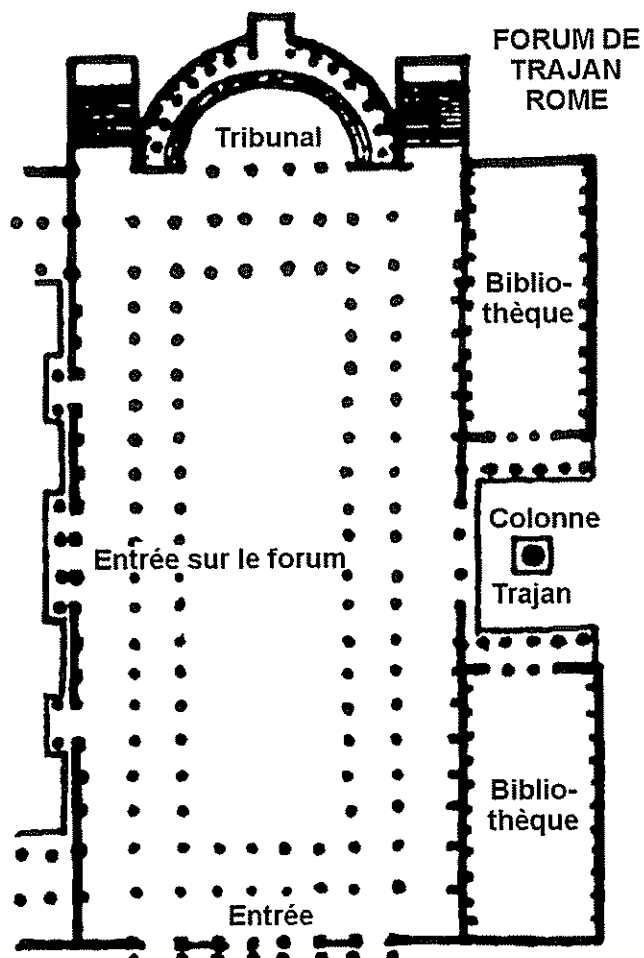 FORUM DE
TRAJAN
ROME
Tribunal
Biblio-
thèque
Colonne
Entrée sur le forum
Trajan
Biblio-
thèque
Entrée